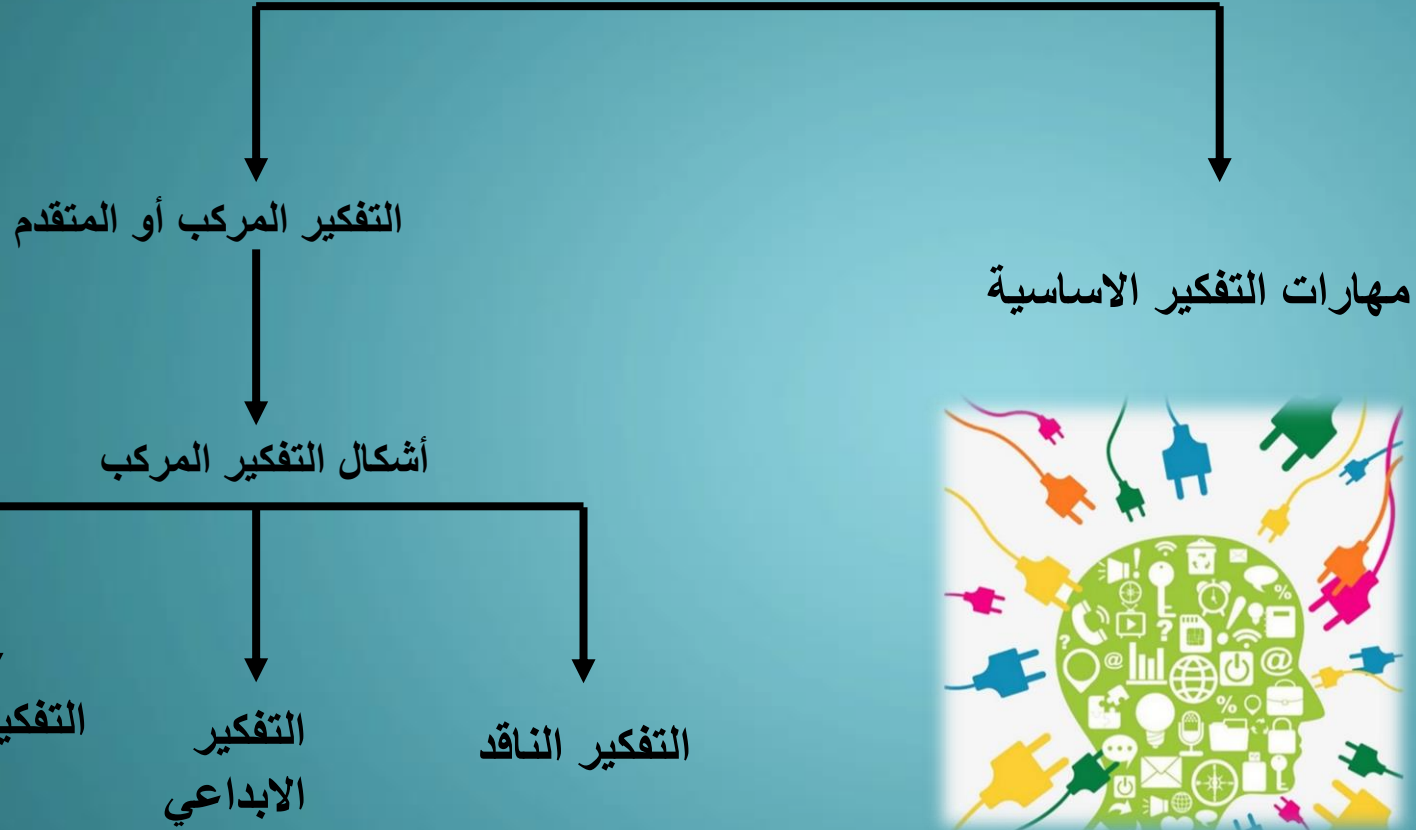 التفكير المركب أو المتقدم
مهارات التفكير الاساسية
أشكال التفكير المركب
التفكير الناقد
التفكير
الابداعي